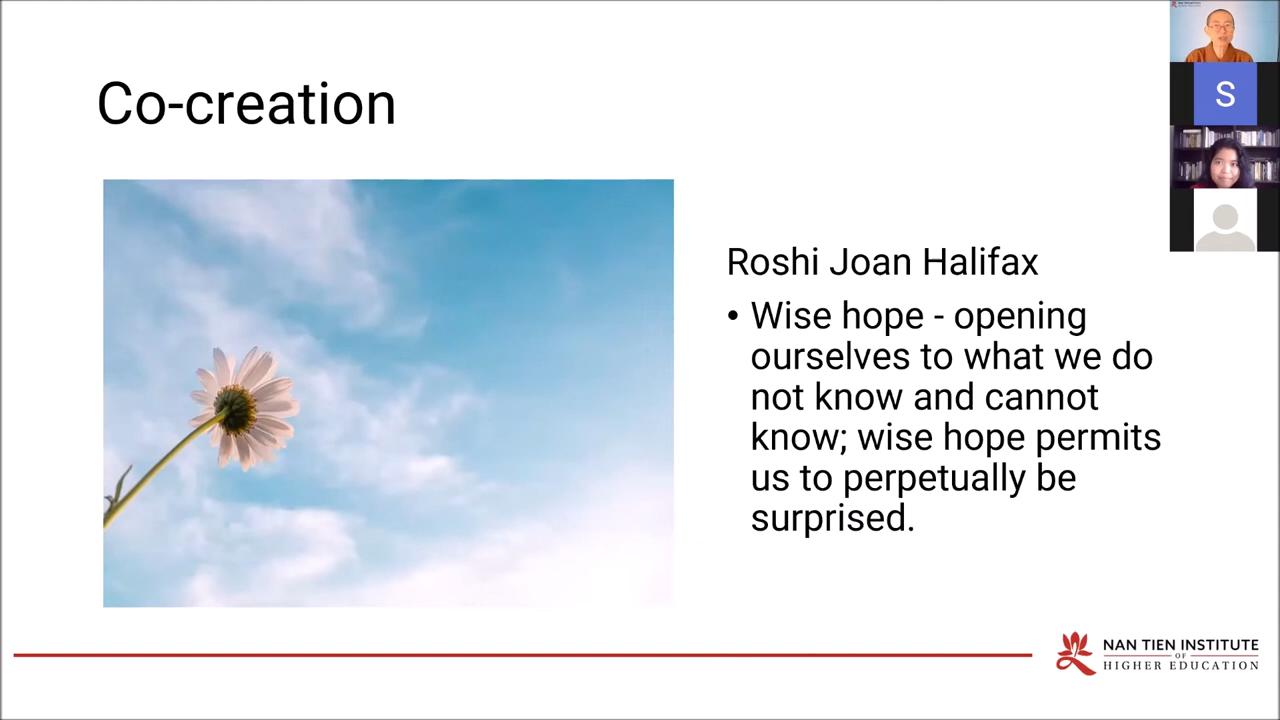 Co-creation
S
Roshi Joan Halifax
• Wise hope - opening
ourselves to what we do
not know and cannot
know; wise hope permits
us to perpetually be
surprised.
NAN TIEN INSTITUTE
OF
HIGHER EDUCATION